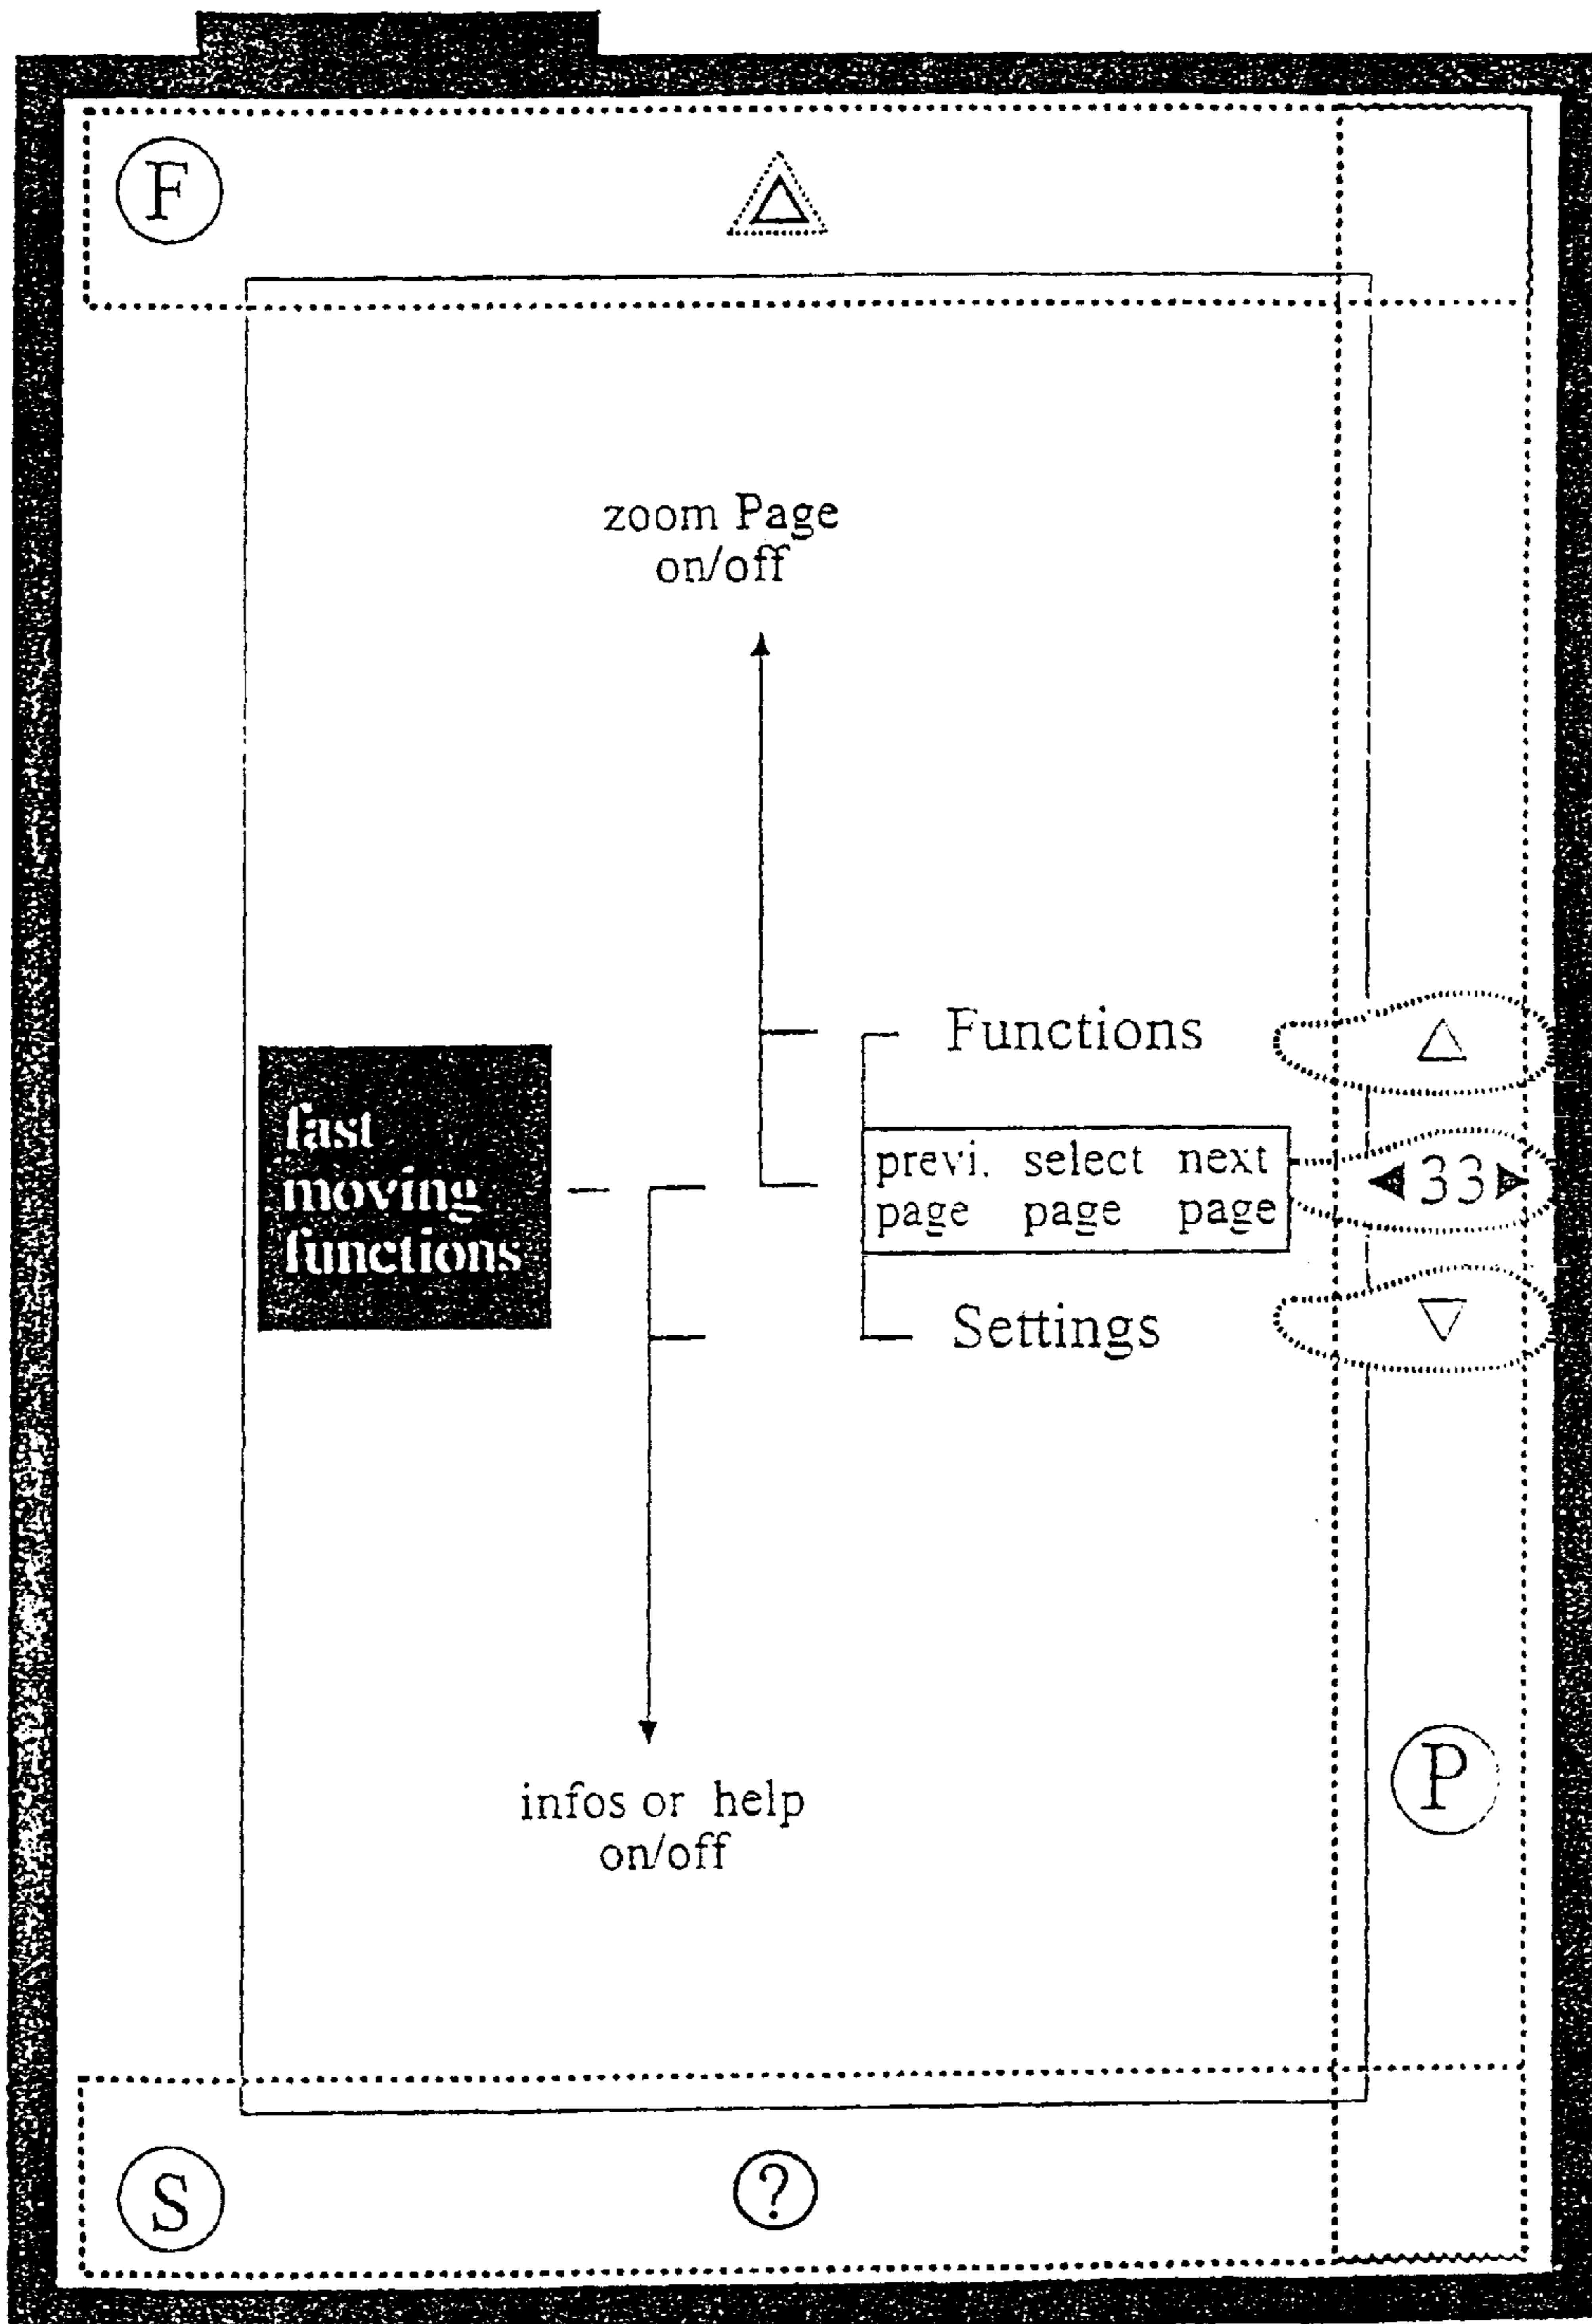 F
zoom Page
on/off
Functions
fast
moving
functions
previ. select next
page page page
33
Settings
P
infos or help
on/off
S
?